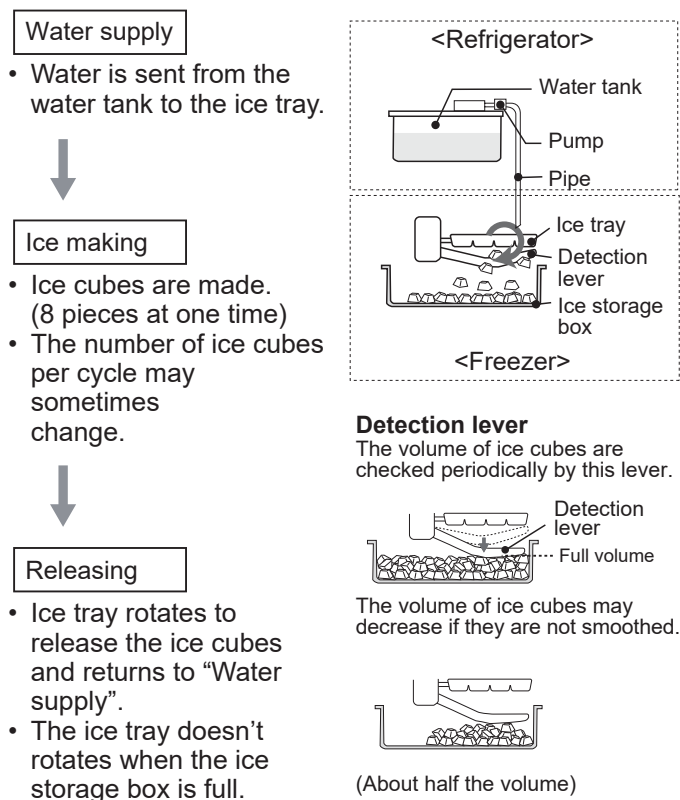 Water supply
• Water is sent from the
water tank to the ice tray.
Ice making
• Ice cubes are made.
(8 pieces at one time)
• The number of ice cubes
per cycle may
sometimes
change.
Releasing
• Ice tray rotates to
release the ice cubes
and returns to “Water
supply”.
• The ice tray doesn’t
rotates when the ice
storage box is full.
<Refrigerator>
Water tank
Pump
Pipe
Ice tray
Detection
lever
Ice storage
box
<Freezer>
Detection lever
The volume of ice cubes are
checked periodically by this lever.
Detection
lever
Full volume
The volume of ice cubes may
decrease if they are not smoothed.
(About half the volume)